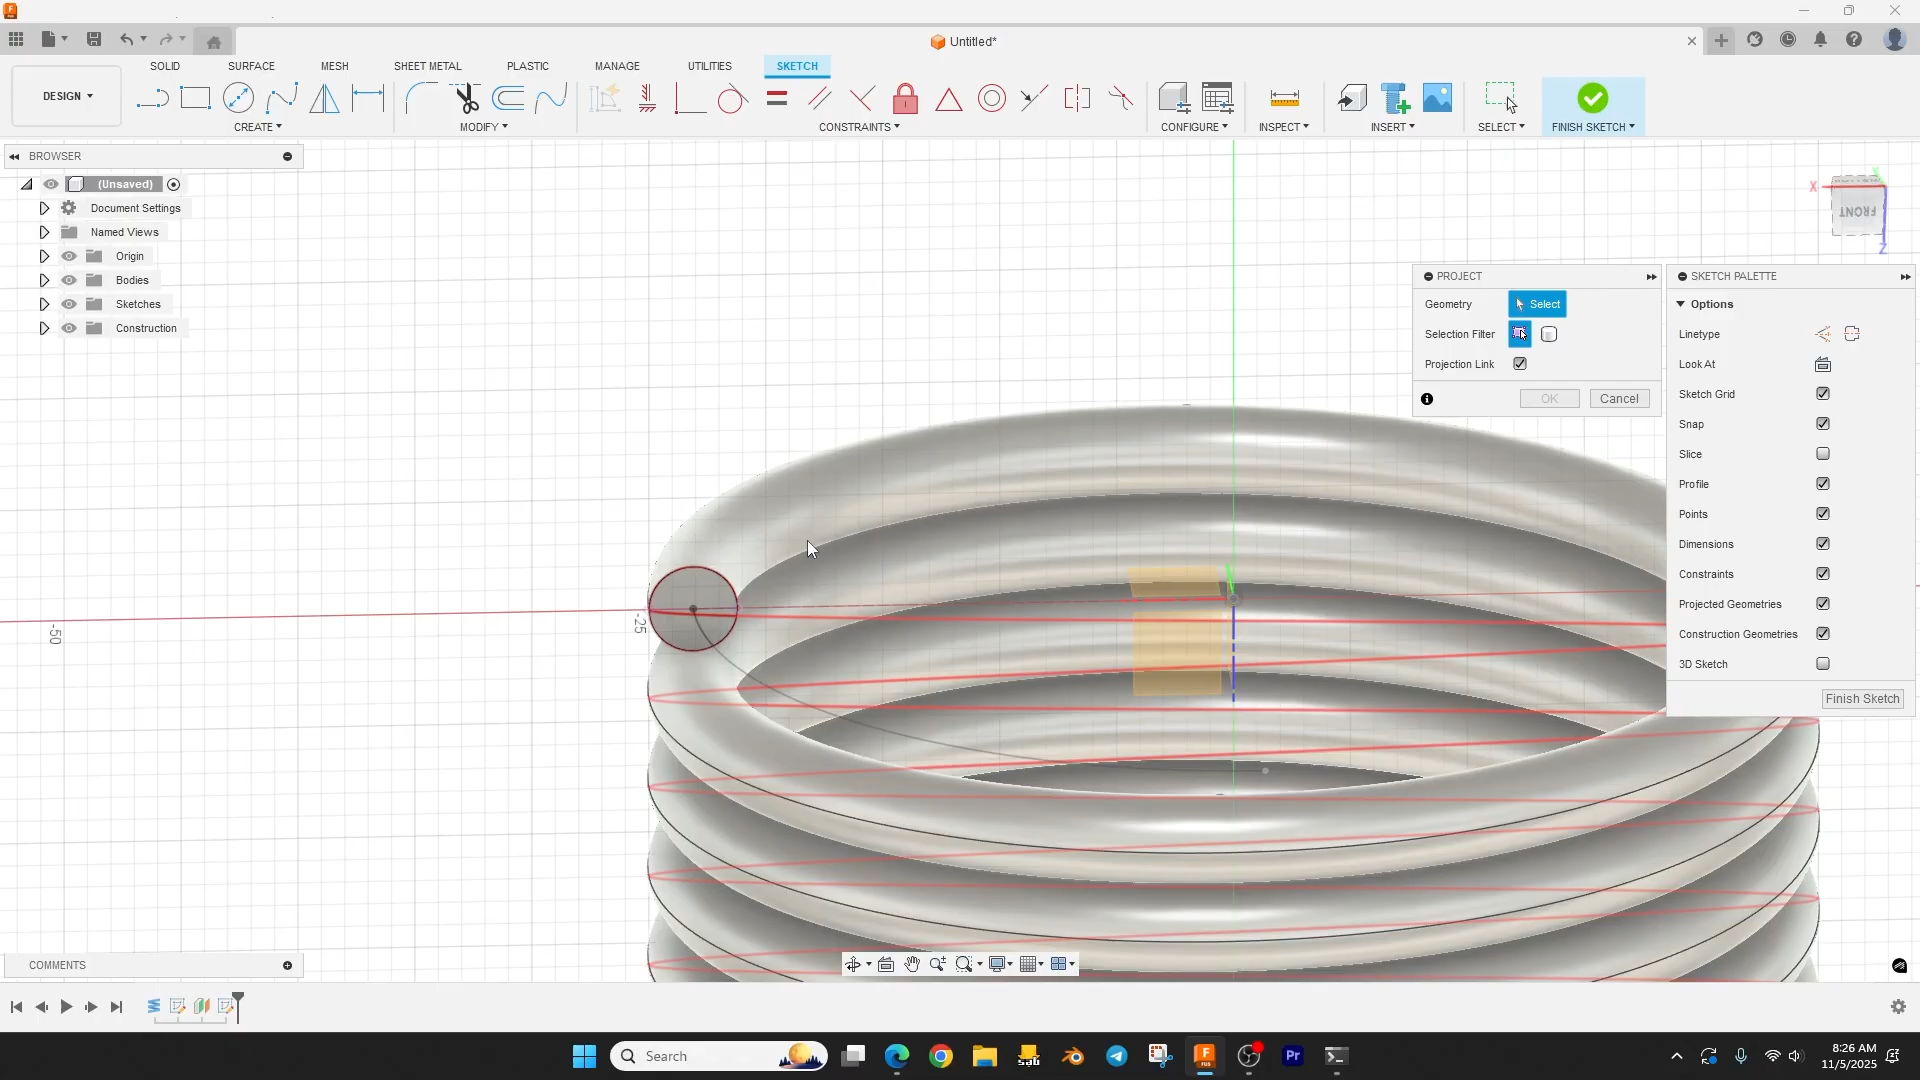 Untitled*
SOLID SURFACE MESH SHEET METAL PLASTIC MANAGE UTILITIES SKETCH
DESIGN
CREATE MODIFY CONSTRAINTS CONFIGURE INSPECT INSERT SELECT FINISH SKETCH
BROWSER
(Unsaved)
Document Settings
Named Views
Origin
Bodies
Sketches
Construction
X
FRONT
Z
PROJECT
Geometry Select
Selection Filter
Projection Link
OK Cancel
SKETCH PALETTE
Options
Linetype
Look At
Sketch Grid
Snap
Slice
Profile
Points
Dimensions
Constraints
Projected Geometries
Construction Geometries
3D Sketch
Finish Sketch
-50
-25
COMMENTS
Search
sab
F
FUS
Pr
8:26 AM
11/5/2025